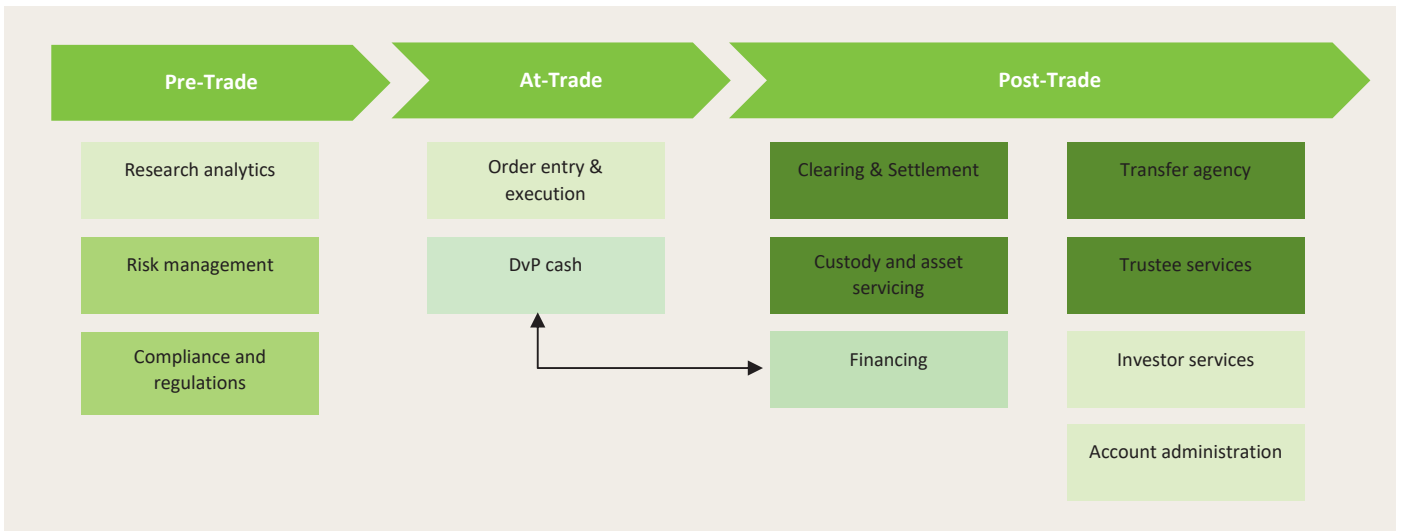 Pre-Trade
At-Trade
Post-Trade
Research analytics
Risk management
Compliance and
regulations
Order entry &
execution
DvP cash
Clearing & Settlement
Custody and asset
servicing
Financing
Transfer agency
Trustee services
Investor services
Account administration